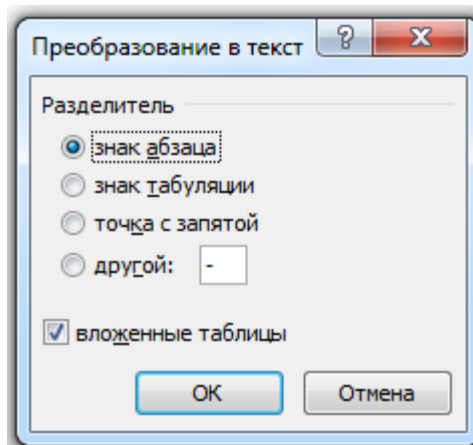 Преобразование в текст ? X
Разделитель
знак абзаца
знак табуляции
точка с запятой
другой: -
вложенные таблицы
ОК Отмена